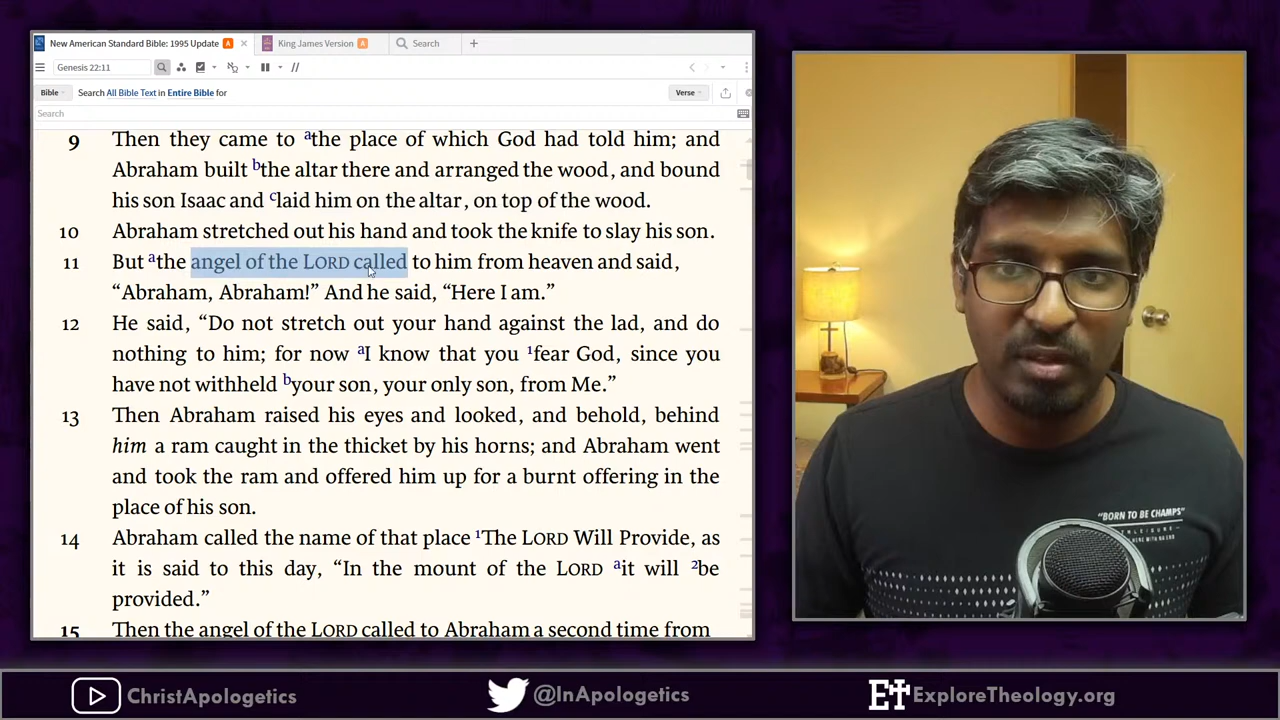 New American Standard Bible: 1995 Update A
King James Version A
Search
Genesis 22:11
Bible
Search All Bible Text in Entire Bible for
Verse
Search
9 Then they came to ᵃthe place of which God had told him; and
Abraham built ᵇthe altar there and arranged the wood, and bound
his son Isaac and ᶜlaid him on the altar, on top of the wood.
10 Abraham stretched out his hand and took the knife to slay his son.
11 But ᵃthe angel of the LORD called to him from heaven and said,
“Abraham, Abraham!” And he said, “Here I am.”
12 He said, “Do not stretch out your hand against the lad, and do
nothing to him; for now ᵃI know that you ¹fear God, since you
have not withheld ᵇyour son, your only son, from Me.”
13 Then Abraham raised his eyes and looked, and behold, behind
him a ram caught in the thicket by his horns; and Abraham went
and took the ram and offered him up for a burnt offering in the
place of his son.
14 Abraham called the name of that place ¹The LORD Will Provide, as
it is said to this day, “In the mount of the LORD ᵃit will ²be
provided.”
15 Then the angel of the LORD called to Abraham a second time from
"BORN TO BE CHAMPS"
ChristApologetics
@InApologetics
ET ExploreTheology.org